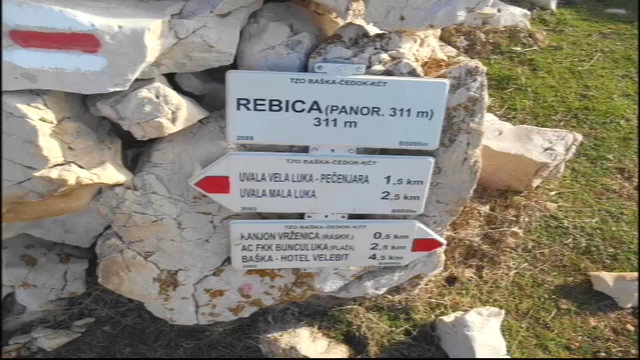 TZO BAŠKA-ČEDOK-KČT
REBICA (PANOR. 311 m)
311 m
2005
TZO BAŠKA-ČEDOK-KČT
UVALA VELA LUKA - PEČENJARA 1,5 km
UVALA MALA LUKA 2,5 km
TZO BAŠKA-ČEDOK-KČT
KANJON VRŽENICA (RASKR.) 0,5 km
AC FKK BUNCULUKA (PLAŽA) 2,5 km
BAŠKA - HOTEL VELEBIT 4,5 km